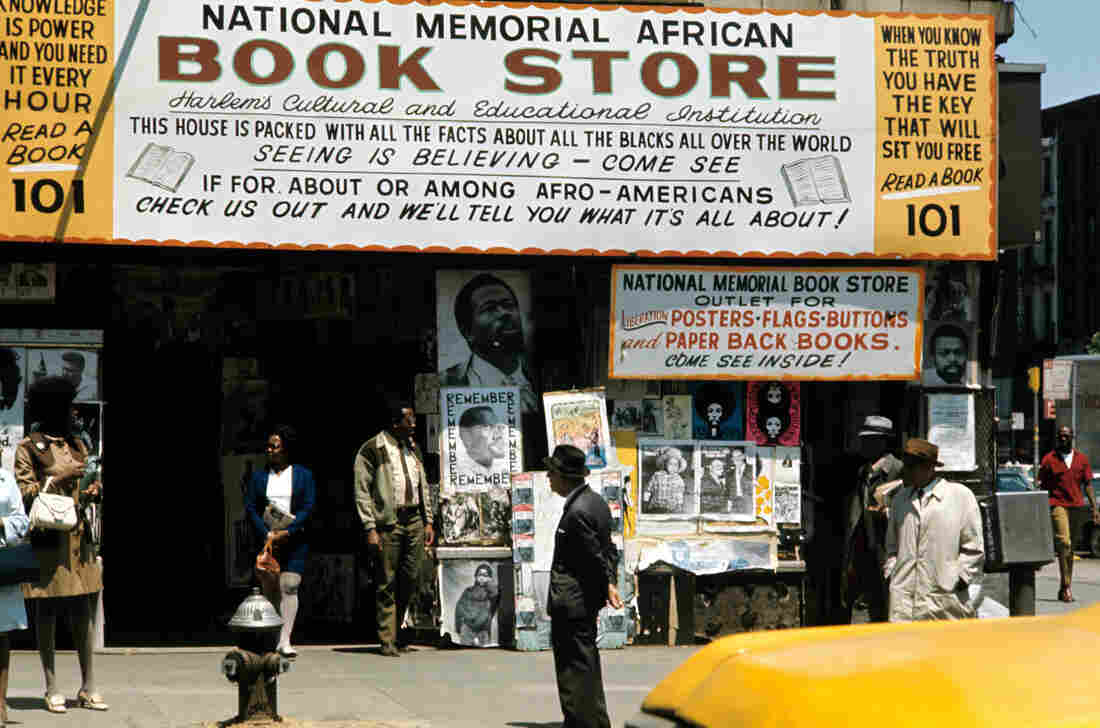 KNOWLEDGE
IS POWER
AND YOU NEED
IT EVERY
HOUR
READ A
BOOK
101
NATIONAL MEMORIAL AFRICAN
BOOK STORE
Harlem's Cultural and Educational Institution
THIS HOUSE IS PACKED WITH ALL THE FACTS ABOUT ALL THE BLACKS ALL OVER THE WORLD
SEEING IS BELIEVING – COME SEE
IF FOR ABOUT OR AMONG AFRO-AMERICANS
CHECK US OUT AND WE'LL TELL YOU WHAT IT'S ALL ABOUT!
WHEN YOU KNOW
THE TRUTH
YOU HAVE
THE KEY
THAT WILL
SET YOU FREE
READ A BOOK
101
NATIONAL MEMORIAL BOOK STORE
OUTLET FOR
LIBERATION POSTERS·FLAGS·BUTTONS
and PAPER BACK BOOKS.
COME SEE INSIDE!
REMEMBER
REMEMBER
REMEMBER
REMEMBER